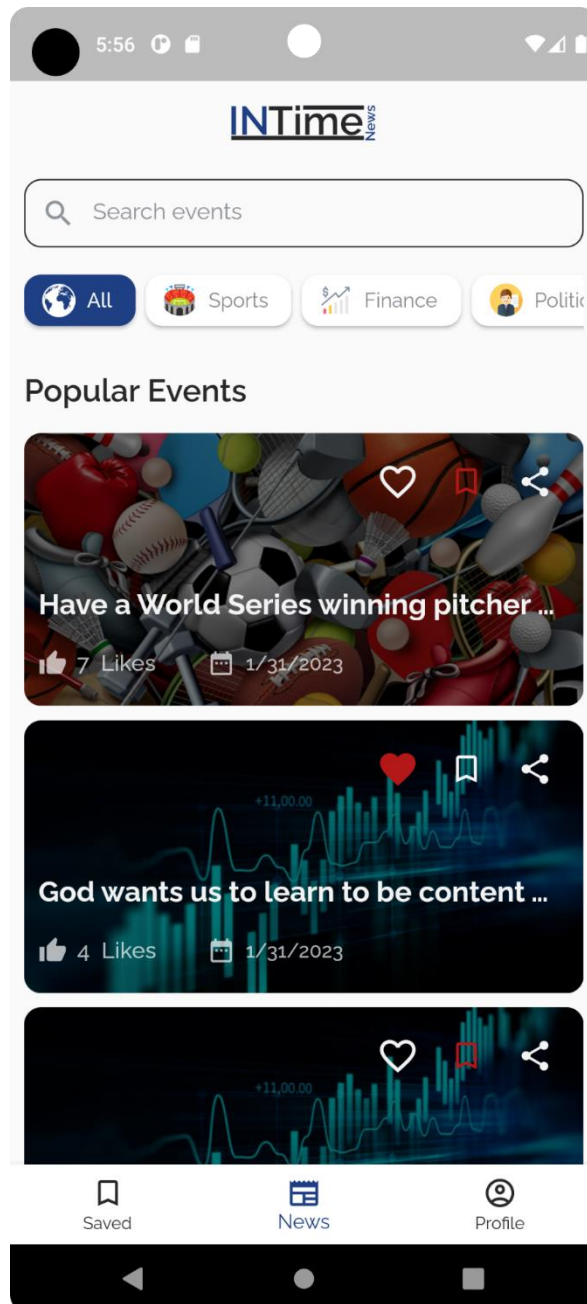 5:56
INTime News
Search events
All Sports Finance Politic
Popular Events
Have a World Series winning pitcher ...
7 Likes 1/31/2023
+11,00.00
God wants us to learn to be content ...
4 Likes 1/31/2023
+11,00.00
Saved News Profile